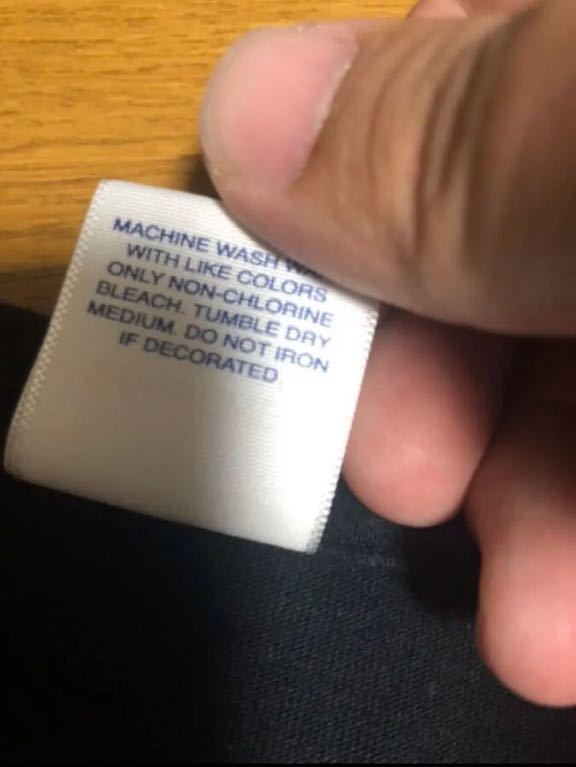 MACHINE WASH
WITH LIKE COLORS
ONLY NON-CHLORINE
BLEACH. TUMBLE DRY
MEDIUM. DO NOT IRON
IF DECORATED